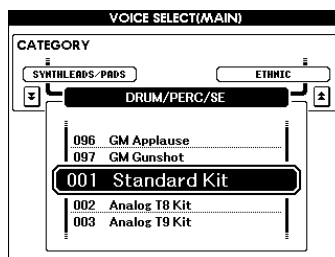 VOICE SELECT(MAIN)
CATEGORY
SYNTHLEADS/PADS ETHNIC
DRUM/PERC/SE
096 GM Applause
097 GM Gunshot
001 Standard Kit
002 Analog T8 Kit
003 Analog T9 Kit